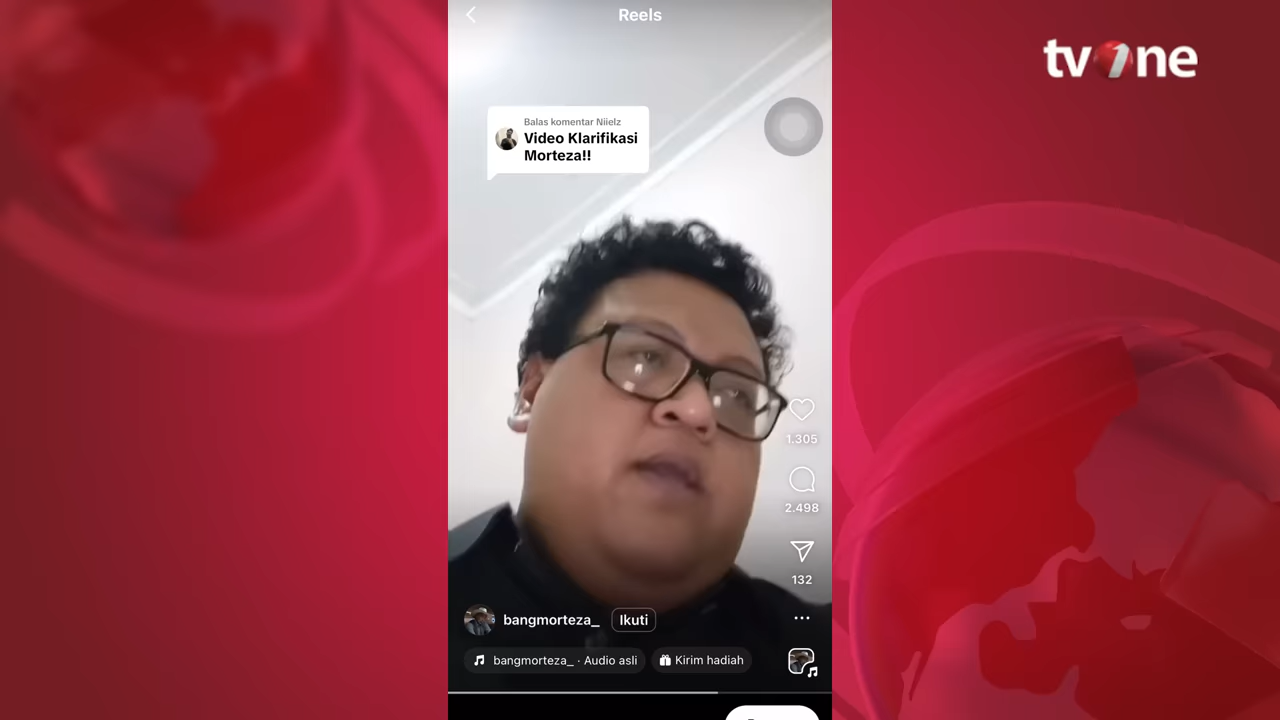 Reels
tvOne
Balas komentar Niielz
Video Klarifikasi
Morteza!!
1.305
2.498
132
bangmorteza_ Ikuti
bangmorteza_ · Audio asli Kirim hadiah